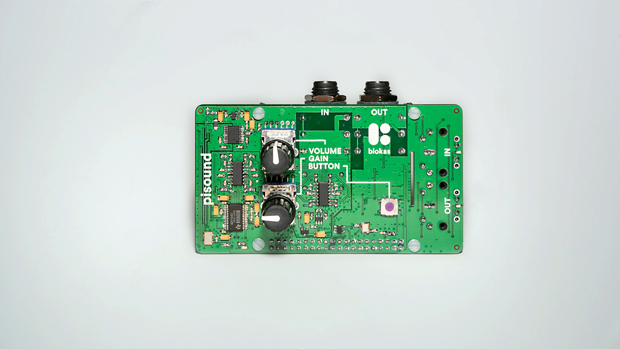 IN
OUT
blokas
VOLUME
GAIN
BUTTON
pisound
IN
OUT